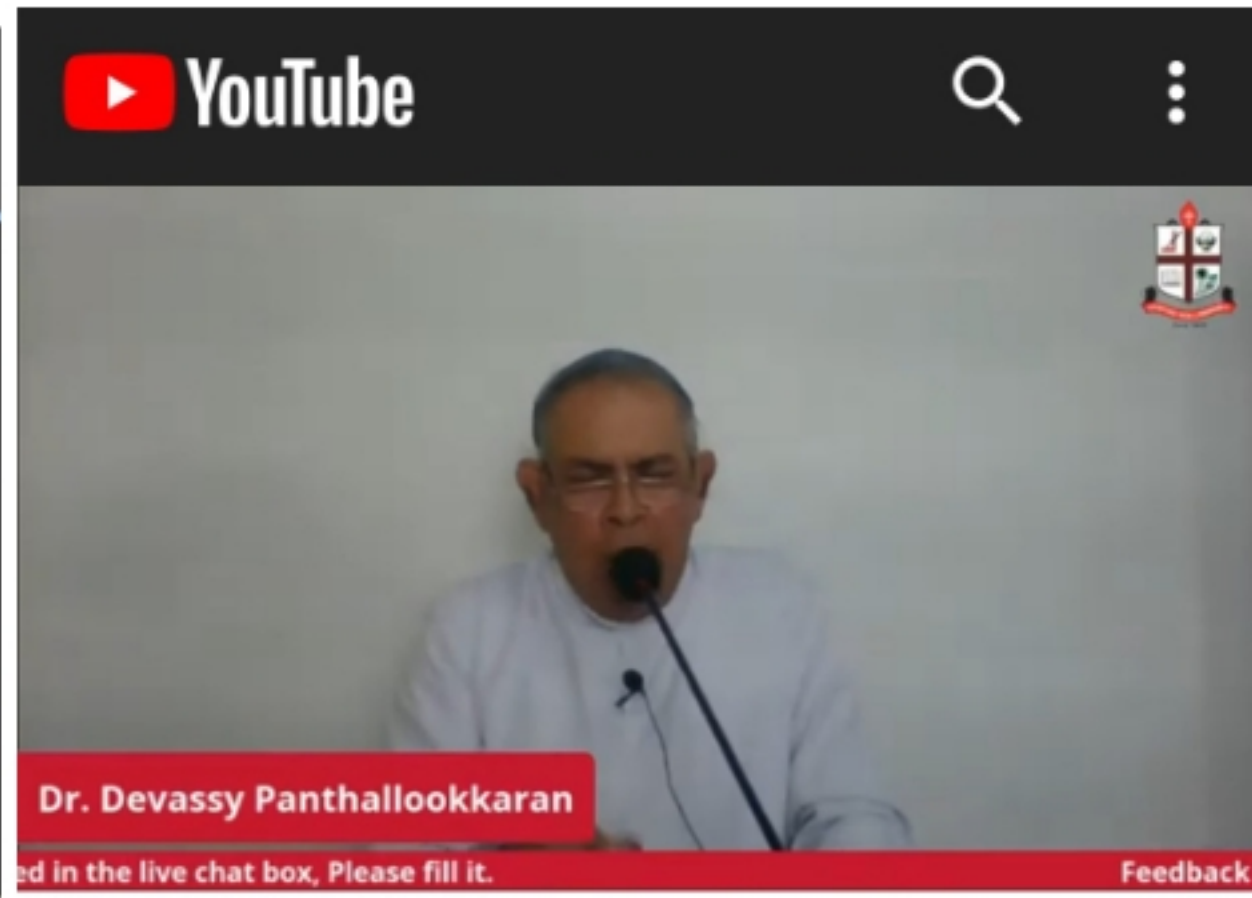 YouTube
Dr. Devassy Panthallookkaran
ed in the live chat box, Please fill it.
Feedback